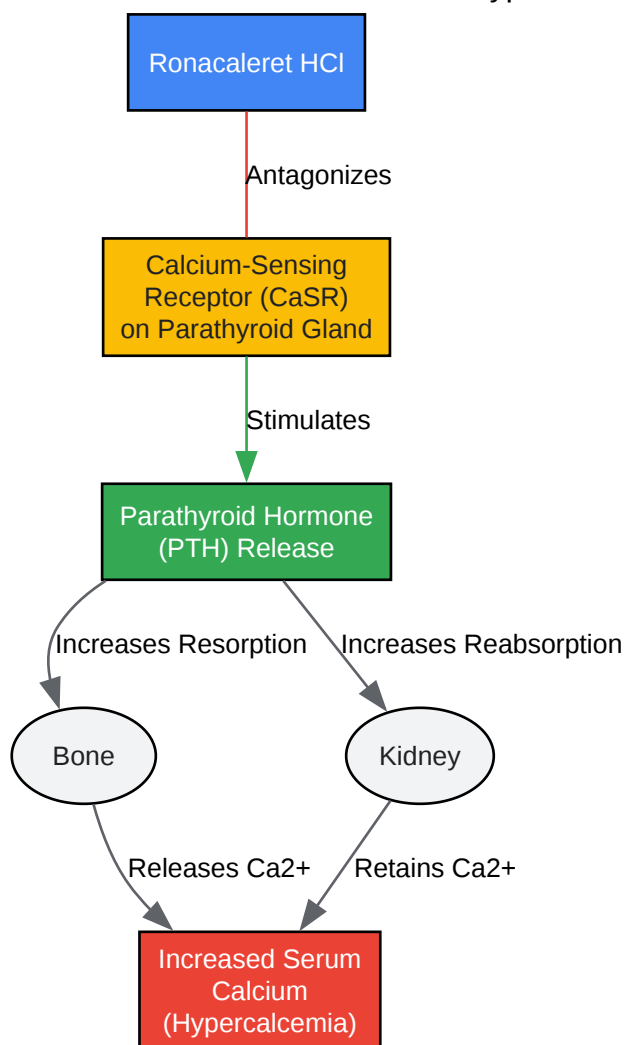 Ronacaleret HCl
Antagonizes
Calcium-Sensing
Receptor (CaSR)
on Parathyroid Gland
Stimulates
Parathyroid Hormone
(PTH) Release
Increases Resorption
Increases Reabsorption
Bone
Kidney
Releases Ca2+
Retains Ca2+
Increased Serum
Calcium
(Hypercalcemia)